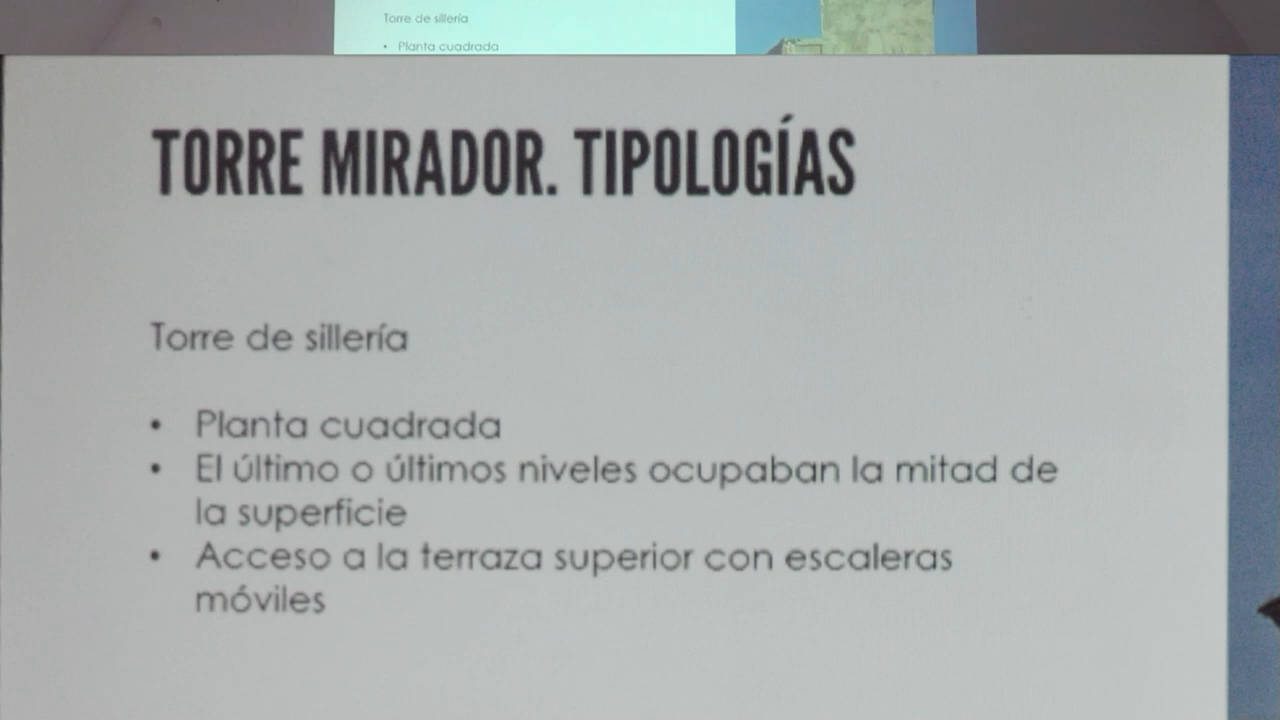 Torre de sillería
• Planta cuadrada
TORRE MIRADOR. TIPOLOGÍAS
Torre de sillería
• Planta cuadrada
• El último o últimos niveles ocupaban la mitad de
la superficie
• Acceso a la terraza superior con escaleras
móviles